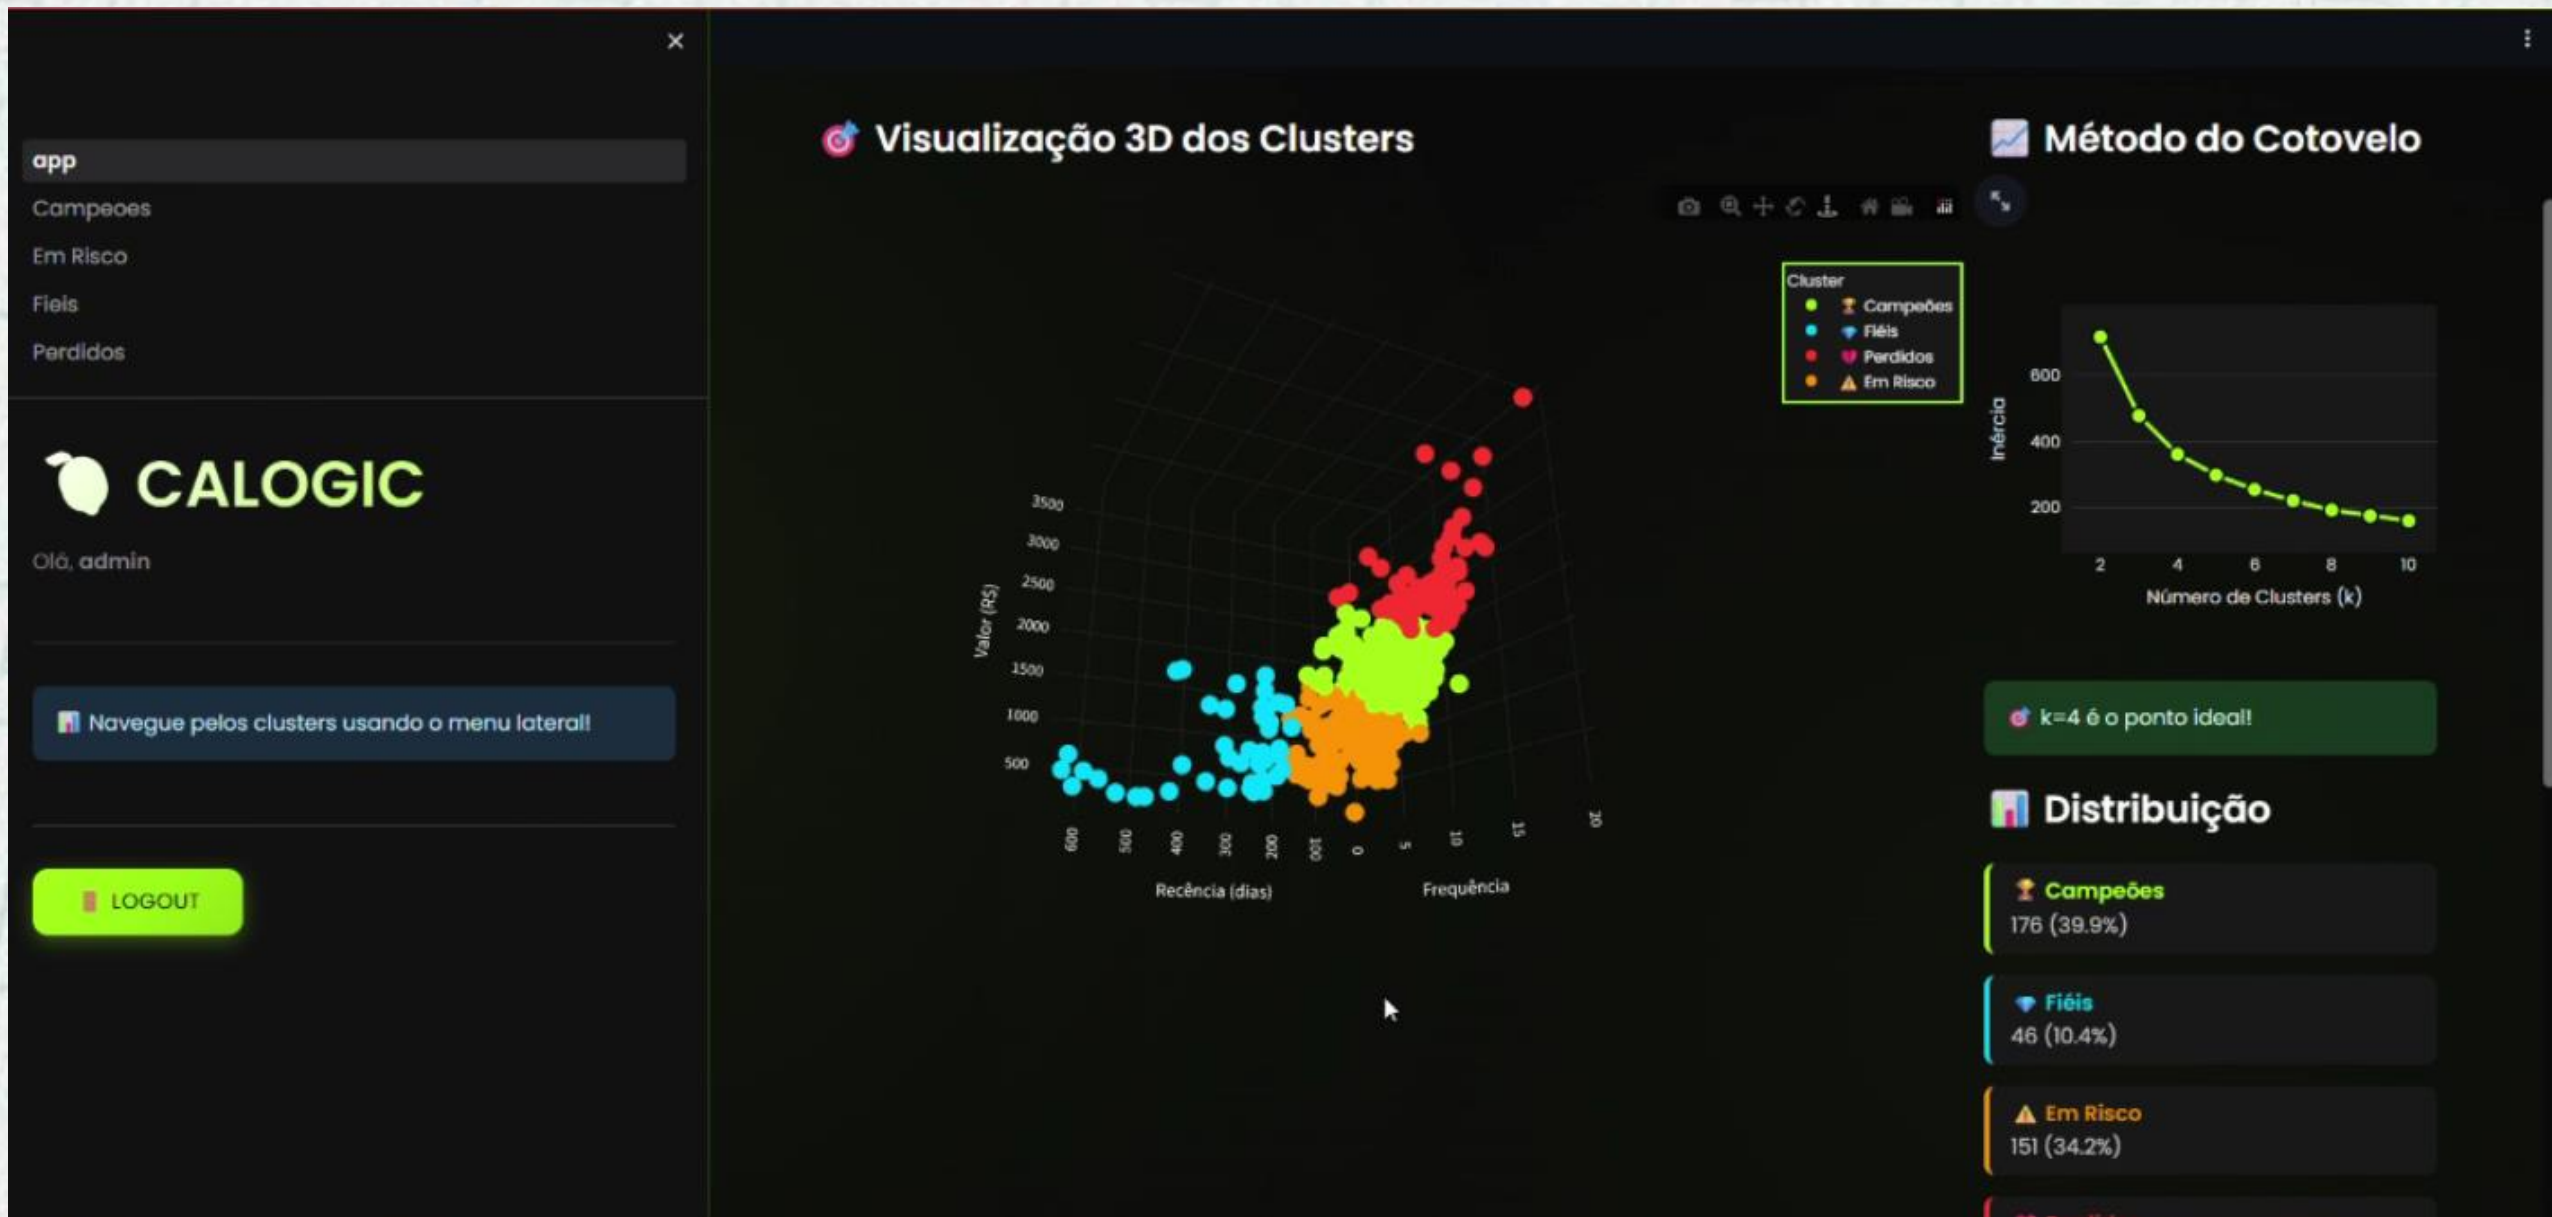 app
Campeoes
Em Risco
Fieis
Perdidos
CALOGIC
Olá, admin
Navegue pelos clusters usando o menu lateral!
LOGOUT
Visualização 3D dos Clusters
Cluster
Campeões
Fiéis
Perdidos
Em Risco
3500
3000
2500
2000
1500
1000
500
Valor (R$)
600
500
400
300
200
100
0
5
10
15
20
Recência (dias)
Frequência
Método do Cotovelo
600
400
200
Inércia
2
4
6
8
10
Número de Clusters (k)
k=4 é o ponto ideal!
Distribuição
Campeões
176 (39.9%)
Fiéis
46 (10.4%)
Em Risco
151 (34.2%)